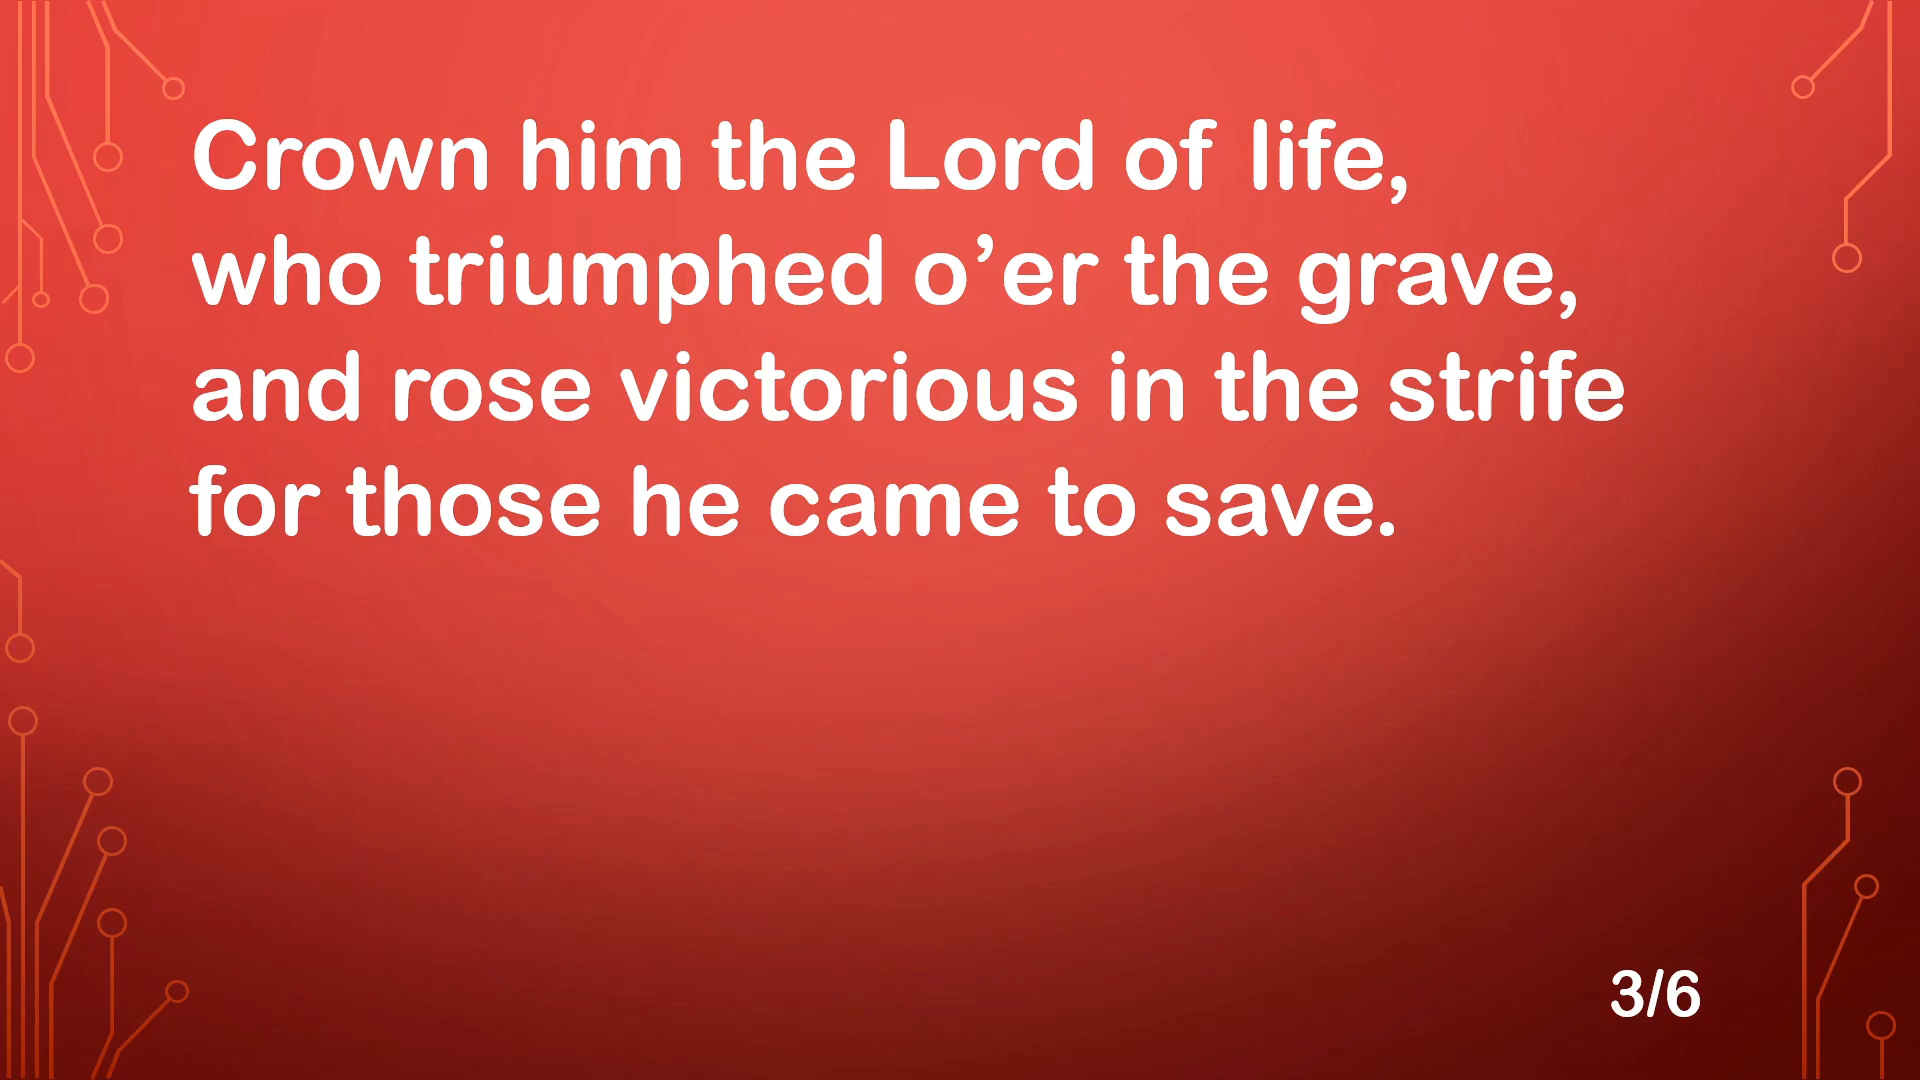 Crown him the Lord of life,
who triumphed o’er the grave,
and rose victorious in the strife
for those he came to save.
3/6